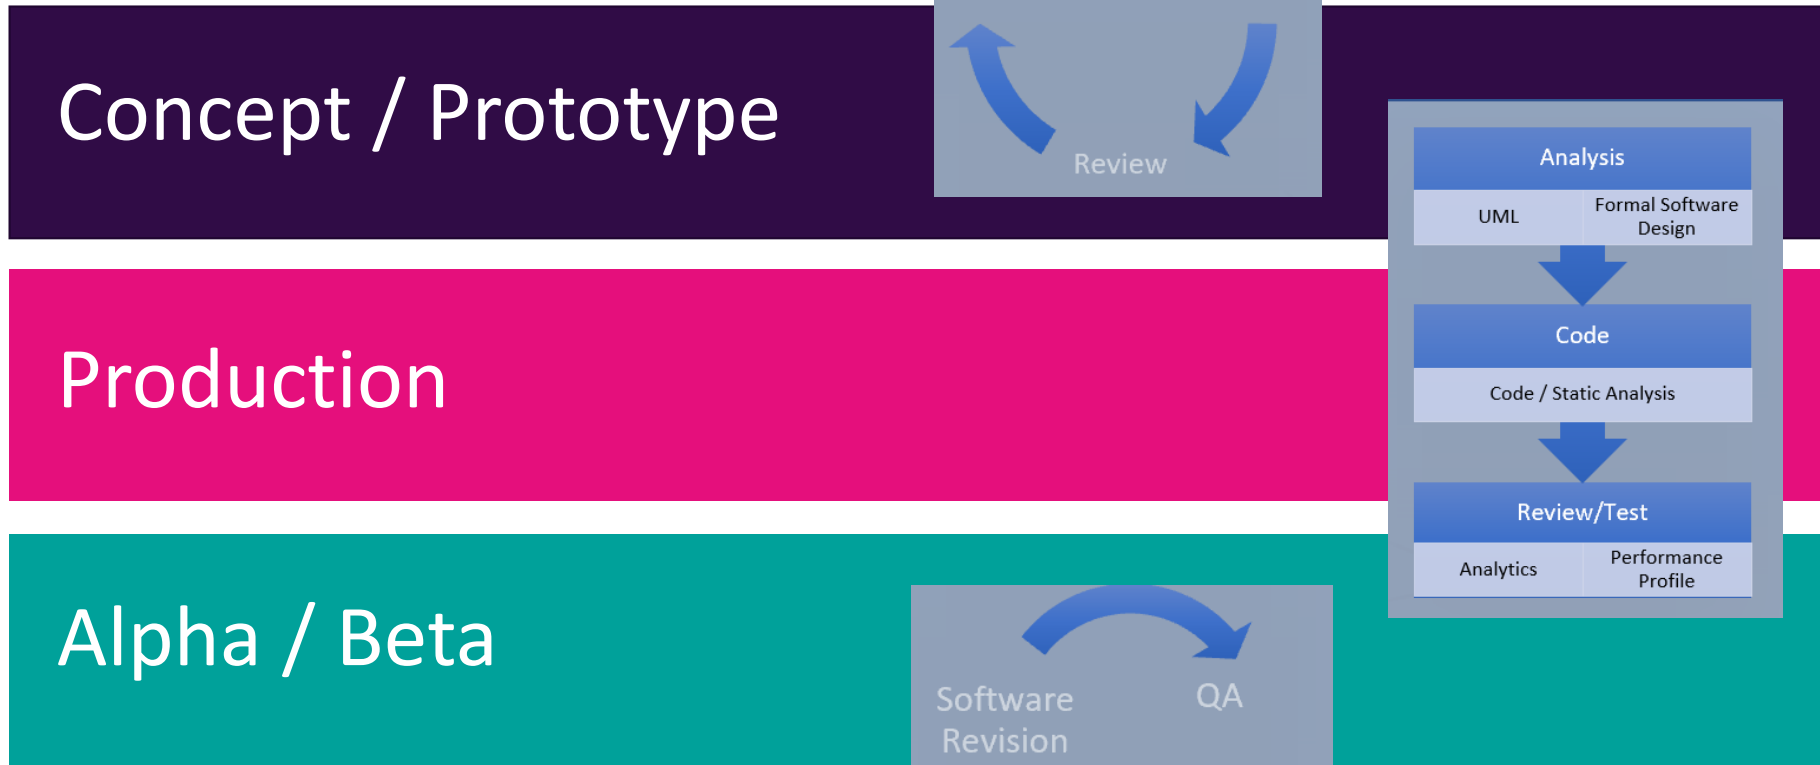 Concept / Prototype
Review
Production
Alpha / Beta
Software
Revision
QA
Analysis
UML
Formal Software
Design
Code
Code / Static Analysis
Review/Test
Analytics
Performance
Profile